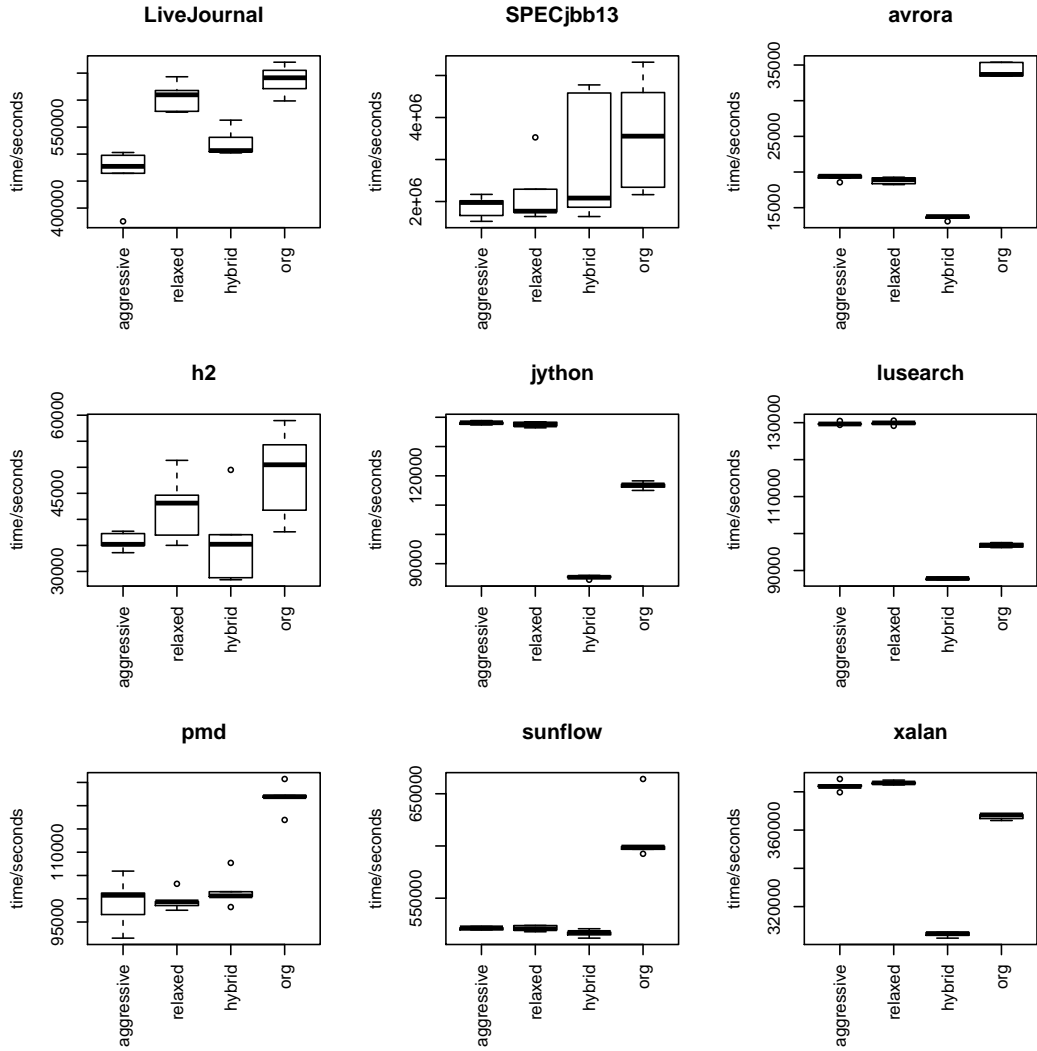 LiveJournal
time/seconds
400000
550000
aggressive
relaxed
hybrid
org
SPECjbb13
time/seconds
2e+06
4e+06
aggressive
relaxed
hybrid
org
avrora
time/seconds
15000
25000
35000
aggressive
relaxed
hybrid
org
h2
time/seconds
30000
45000
60000
aggressive
relaxed
hybrid
org
jython
time/seconds
90000
120000
aggressive
relaxed
hybrid
org
lusearch
time/seconds
90000
110000
130000
aggressive
relaxed
hybrid
org
pmd
time/seconds
95000
110000
aggressive
relaxed
hybrid
org
sunflow
time/seconds
550000
650000
aggressive
relaxed
hybrid
org
xalan
time/seconds
320000
360000
aggressive
relaxed
hybrid
org